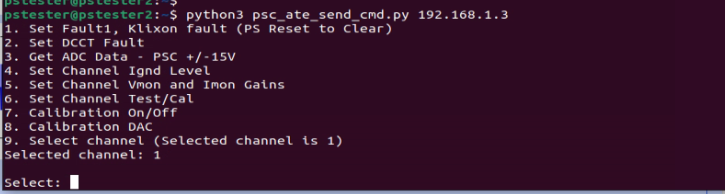 pstester@pstester2:~$
pstester@pstester2:~$ python3 psc_ate_send_cmd.py 192.168.1.3
1. Set Fault1, Klixon fault (PS Reset to Clear)
2. Set DCCT Fault
3. Get ADC Data - PSC +/-15V
4. Set Channel Ignd Level
5. Set Channel Vmon and Imon Gains
6. Set Channel Test/Cal
7. Calibration On/Off
8. Calibration DAC
9. Select channel (Selected channel is 1)
Selected channel: 1
Select: